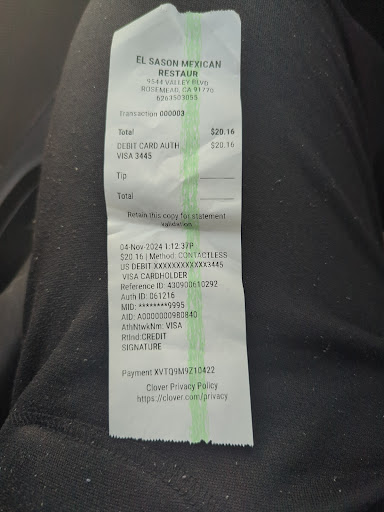 EL SASON MEXICAN
RESTAUR
9544 VALLEY BLVD
ROSEMEAD, CA 91770
6263503055
Transaction 000003
Total $20.16
DEBIT CARD AUTH $20.16
VISA 3445
Tip
Total
Retain this copy for statement
validation
04-Nov-2024 1:12:37P
$20.16 | Method: CONTACTLESS
US DEBIT XXXXXXXXXXXX3445
VISA CARDHOLDER
Reference ID: 430900610292
Auth ID: 061216
MID: ********9995
AID: A0000000980840
AthNtwkNm: VISA
RtInd:CREDIT
SIGNATURE
Payment XVTQ9M9Z10422
Clover Privacy Policy
https://clover.com/privacy